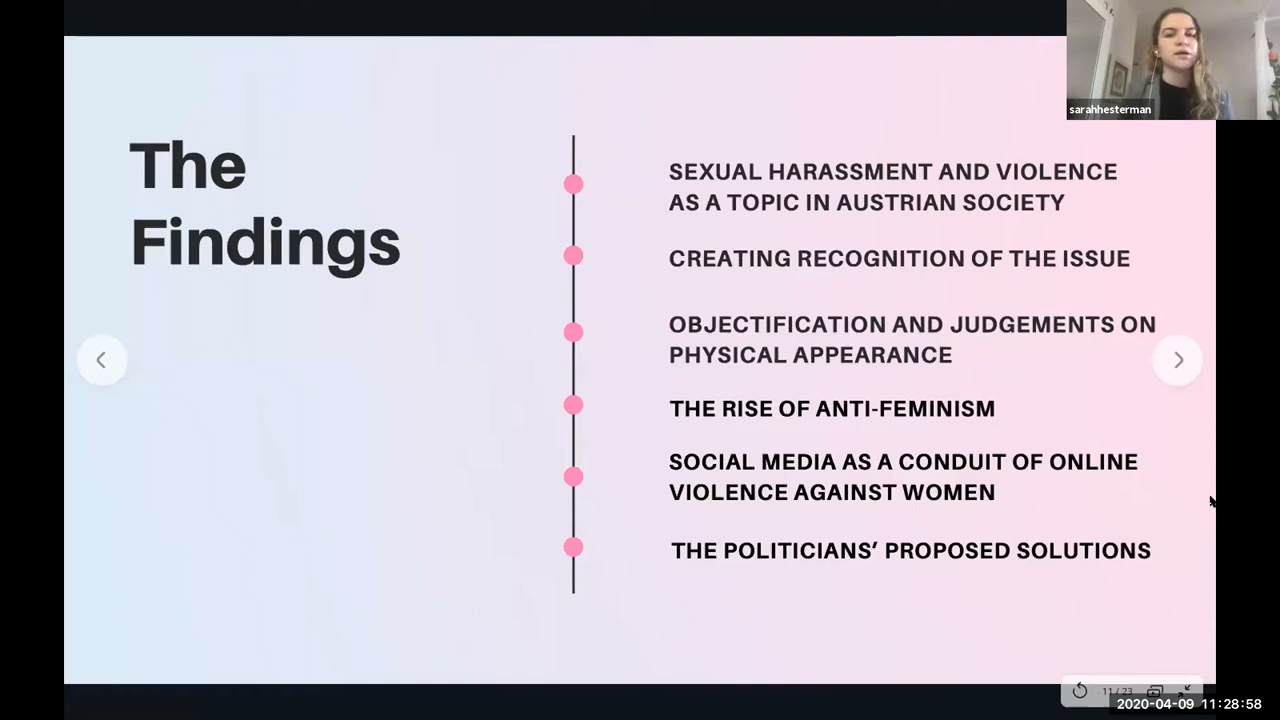 sarahhesterman
The
Findings
SEXUAL HARASSMENT AND VIOLENCE
AS A TOPIC IN AUSTRIAN SOCIETY
CREATING RECOGNITION OF THE ISSUE
OBJECTIFICATION AND JUDGEMENTS ON
PHYSICAL APPEARANCE
THE RISE OF ANTI-FEMINISM
SOCIAL MEDIA AS A CONDUIT OF ONLINE
VIOLENCE AGAINST WOMEN
THE POLITICIANS’ PROPOSED SOLUTIONS
11 / 23
2020-04-09 11:28:58